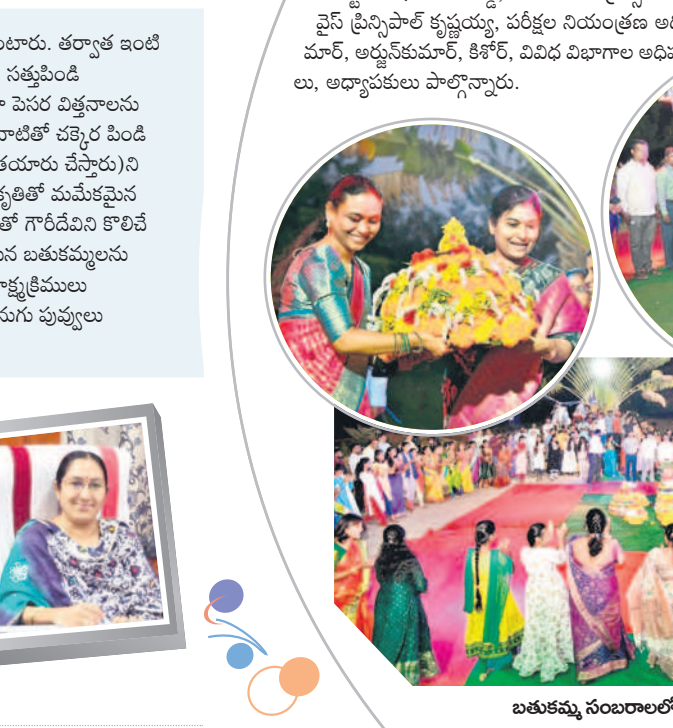 ంటారు. తర్వాత ఇంటి
సత్తుపిండి
పెసర విత్తనాలను
వాటితో చక్కెర పిండి
తయారు చేస్తారు)ని
కృతితో మమేకమైన
తో గౌరీదేవిని కొలిచే
బతుకమ్మలను
క్ష్మక్రిములు
నుగు పువ్వులు
వైస్ ప్రిన్సిపాల్ కృష్ణయ్య, పరీక్షల నియంత్రణ అధి
మార్, అర్జున్‌కుమార్, కిశోర్, వివిధ విభాగాల అధిప
లు, అధ్యాపకులు పాల్గొన్నారు.
బతుకమ్మ సంబరాలలో